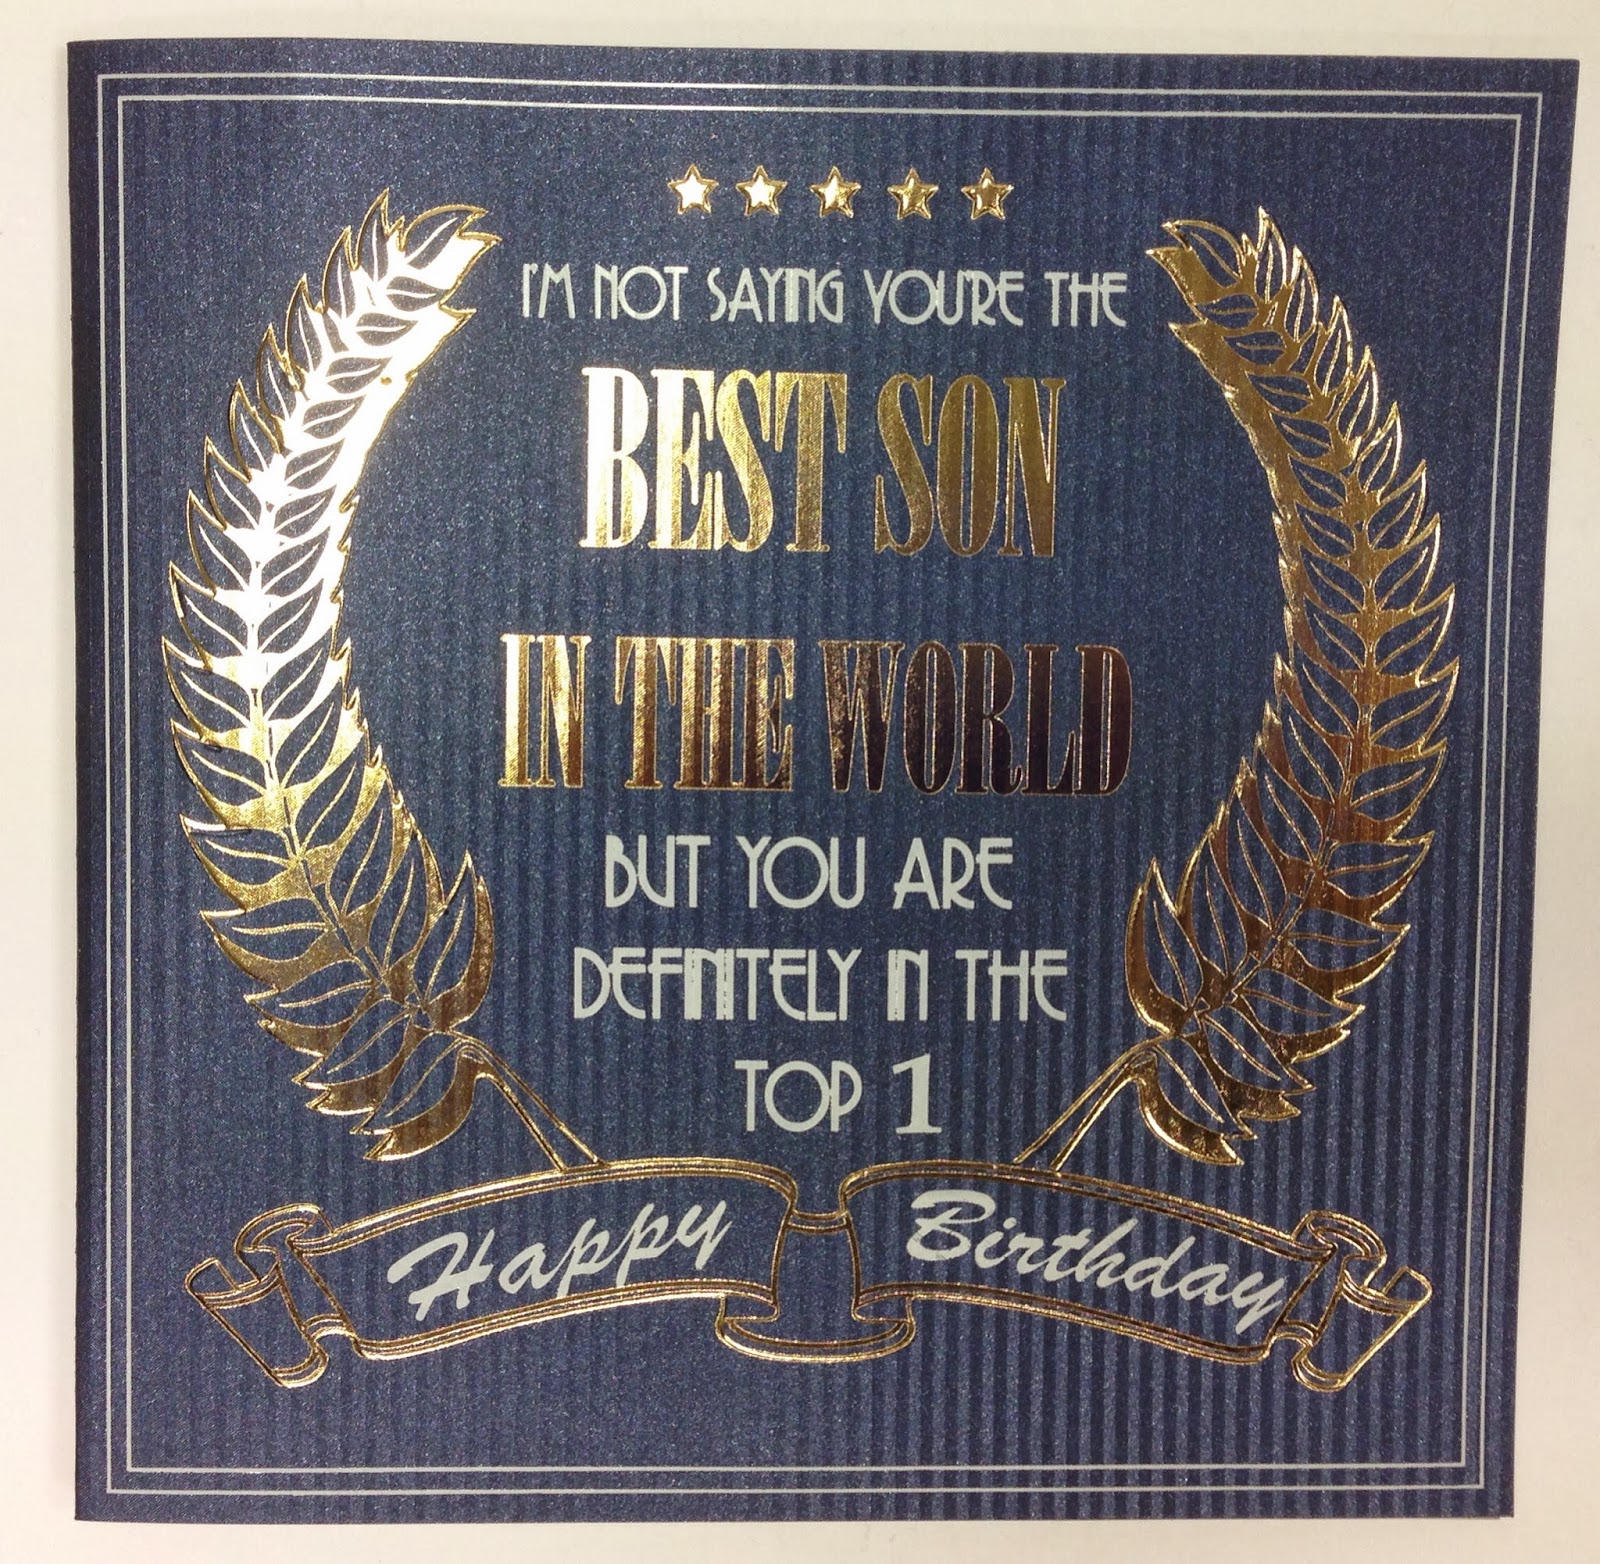 I'M NOT SAYING YOU'RE THE
BEST SON
IN THE WORLD
BUT YOU ARE
DEFINITELY IN THE
TOP 1
Happy Birthday